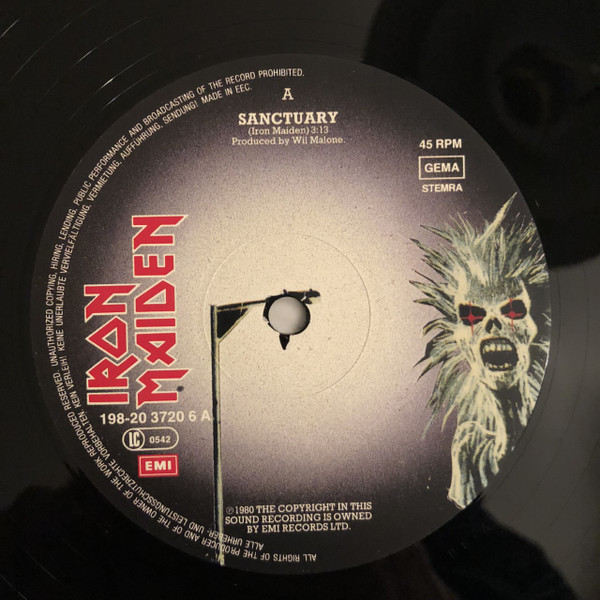 A
SANCTUARY
(Iron Maiden) 3:13
Produced by Wil Malone.
45 RPM
GEMA
STEMRA
IRON
MAIDEN
198-20 3720 6 A
LC 0542
EMI
℗ 1980 THE COPYRIGHT IN THIS
SOUND RECORDING IS OWNED
BY EMI RECORDS LTD.
ALL RIGHTS OF THE PRODUCER AND OF THE OWNER OF THE WORK REPRODUCED RESERVED. UNAUTHORIZED COPYING, HIRING, LENDING, PUBLIC PERFORMANCE AND BROADCASTING OF THE RECORD PROHIBITED.
ALLE URHEBER- UND LEISTUNGSSCHUTZRECHTE VORBEHALTEN. KEIN VERLEIH! KEINE UNERLAUBTE VERVIELFÄLTIGUNG, VERMIETUNG, AUFFÜHRUNG, SENDUNG! MADE IN EEC.